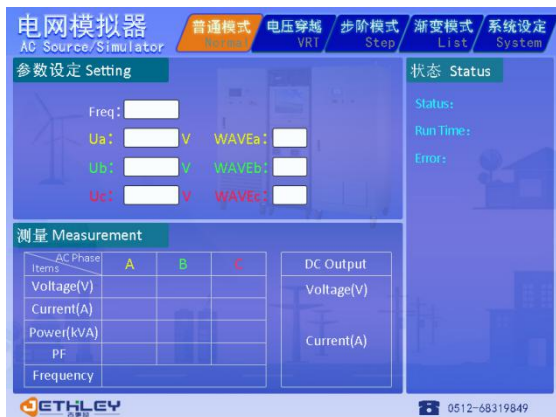 电网模拟器
AC Source/Simulator
普通模式
Normal
电压穿越
VRT
步阶模式
Step
渐变模式
List
系统设定
System
参数设定 Setting
Freq:
Ua: V WAVEa:
Ub: V WAVEb:
Uc: V WAVEc:
状态 Status
Status:
Run Time:
Error:
测量 Measurement
AC Phase
Items
A B C
Voltage(V)
Current(A)
Power(kVA)
PF
Frequency
DC Output
Voltage(V)
Current(A)
JETHLEY
0512-68319849